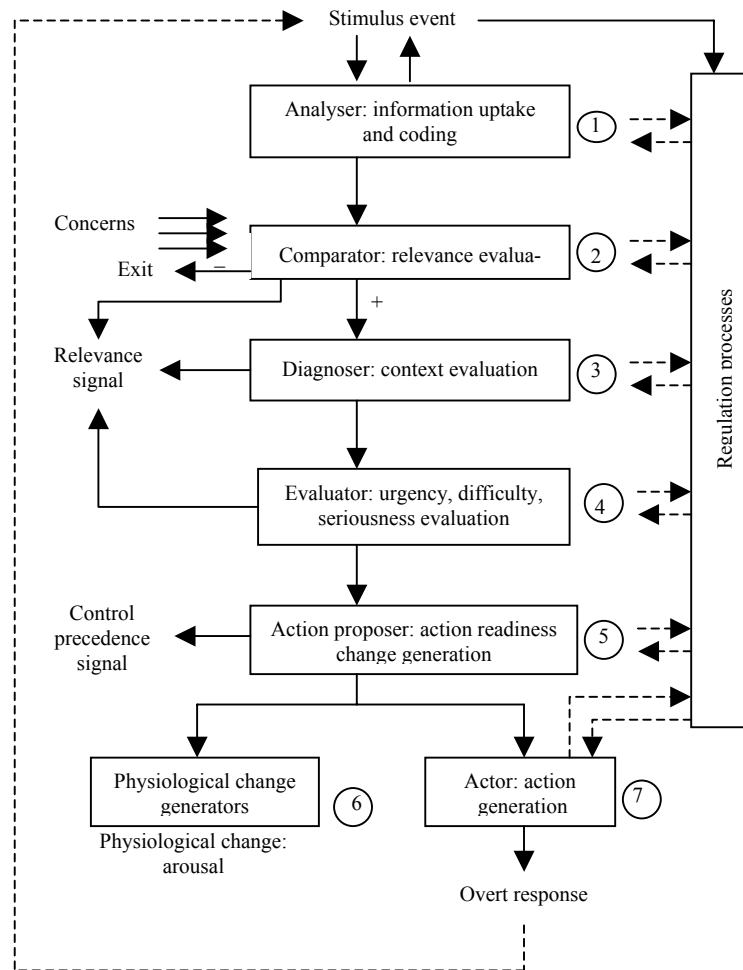 Stimulus event
Analyser: information uptake
and coding
1
Concerns
Exit
–
Comparator: relevance evalua-
2
+
Relevance
signal
Diagnoser: context evaluation
3
Regulation processes
Evaluator: urgency, difficulty,
seriousness evaluation
4
Control
precedence
signal
Action proposer: action readiness
change generation
5
Physiological change
generators
6
Physiological change:
arousal
Actor: action
generation
7
Overt response